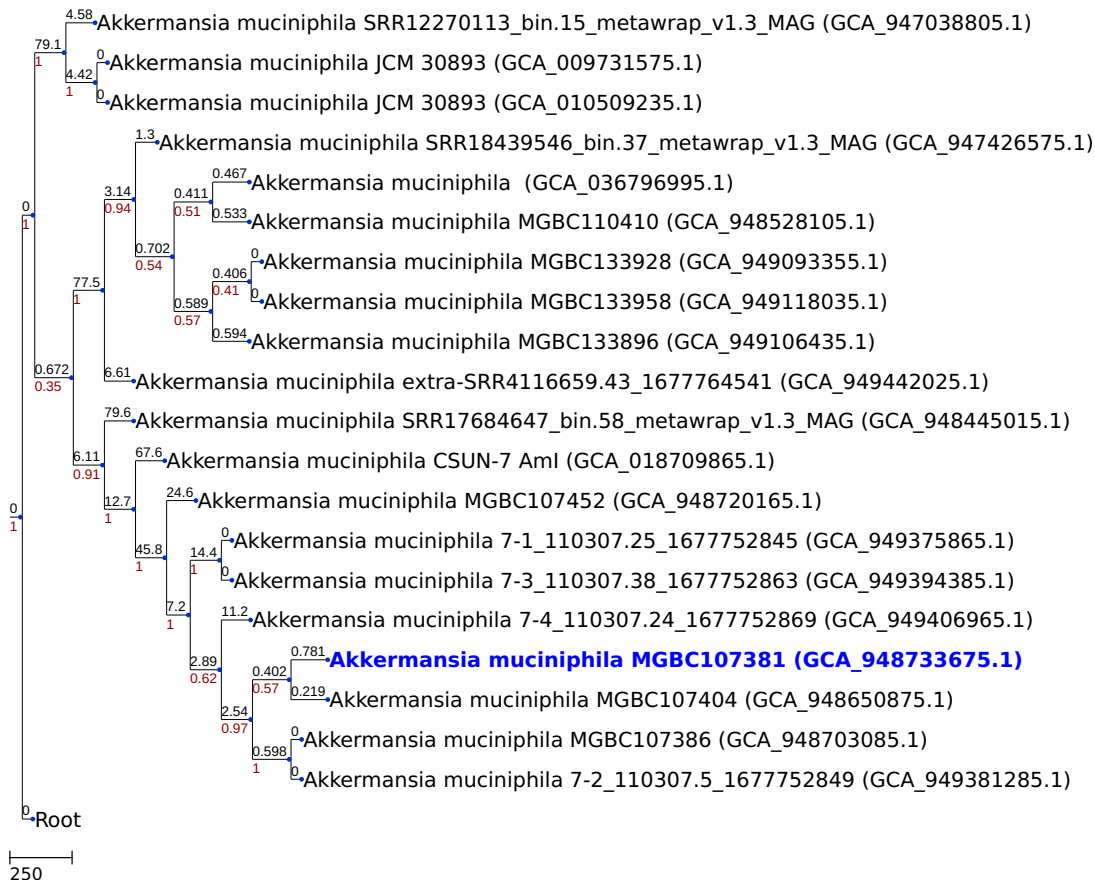 4.58 Akkermansia muciniphila SRR12270113_bin.15_metawrap_v1.3_MAG (GCA_947038805.1)
79.1
1
0 Akkermansia muciniphila JCM 30893 (GCA_009731575.1)
4.42
1
0 Akkermansia muciniphila JCM 30893 (GCA_010509235.1)
1.3 Akkermansia muciniphila SRR18439546_bin.37_metawrap_v1.3_MAG (GCA_947426575.1)
0.467 Akkermansia muciniphila (GCA_036796995.1)
3.14 0.411
0.94 0.51
0
1
0.533 Akkermansia muciniphila MGBC110410 (GCA_948528105.1)
0.702
0.54
0 Akkermansia muciniphila MGBC133928 (GCA_949093355.1)
0.406
0.41
77.5
1
0 Akkermansia muciniphila MGBC133958 (GCA_949118035.1)
0.589
0.57
0.594 Akkermansia muciniphila MGBC133896 (GCA_949106435.1)
0.672
0.35
6.61 Akkermansia muciniphila extra-SRR4116659.43_1677764541 (GCA_949442025.1)
79.6 Akkermansia muciniphila SRR17684647_bin.58_metawrap_v1.3_MAG (GCA_948445015.1)
6.11
0.91
67.6 Akkermansia muciniphila CSUN-7 AmI (GCA_018709865.1)
24.6 Akkermansia muciniphila MGBC107452 (GCA_948720165.1)
12.7
1
0
1
0 Akkermansia muciniphila 7-1_110307.25_1677752845 (GCA_949375865.1)
45.8 14.4
1 1
0 Akkermansia muciniphila 7-3_110307.38_1677752863 (GCA_949394385.1)
7.2
1
11.2 Akkermansia muciniphila 7-4_110307.24_1677752869 (GCA_949406965.1)
0.781 Akkermansia muciniphila MGBC107381 (GCA_948733675.1)
2.89 0.402
0.62 0.57
0.219 Akkermansia muciniphila MGBC107404 (GCA_948650875.1)
2.54
0.97
0 Akkermansia muciniphila MGBC107386 (GCA_948703085.1)
0.598
1
0 Akkermansia muciniphila 7-2_110307.5_1677752849 (GCA_949381285.1)
0 Root
250